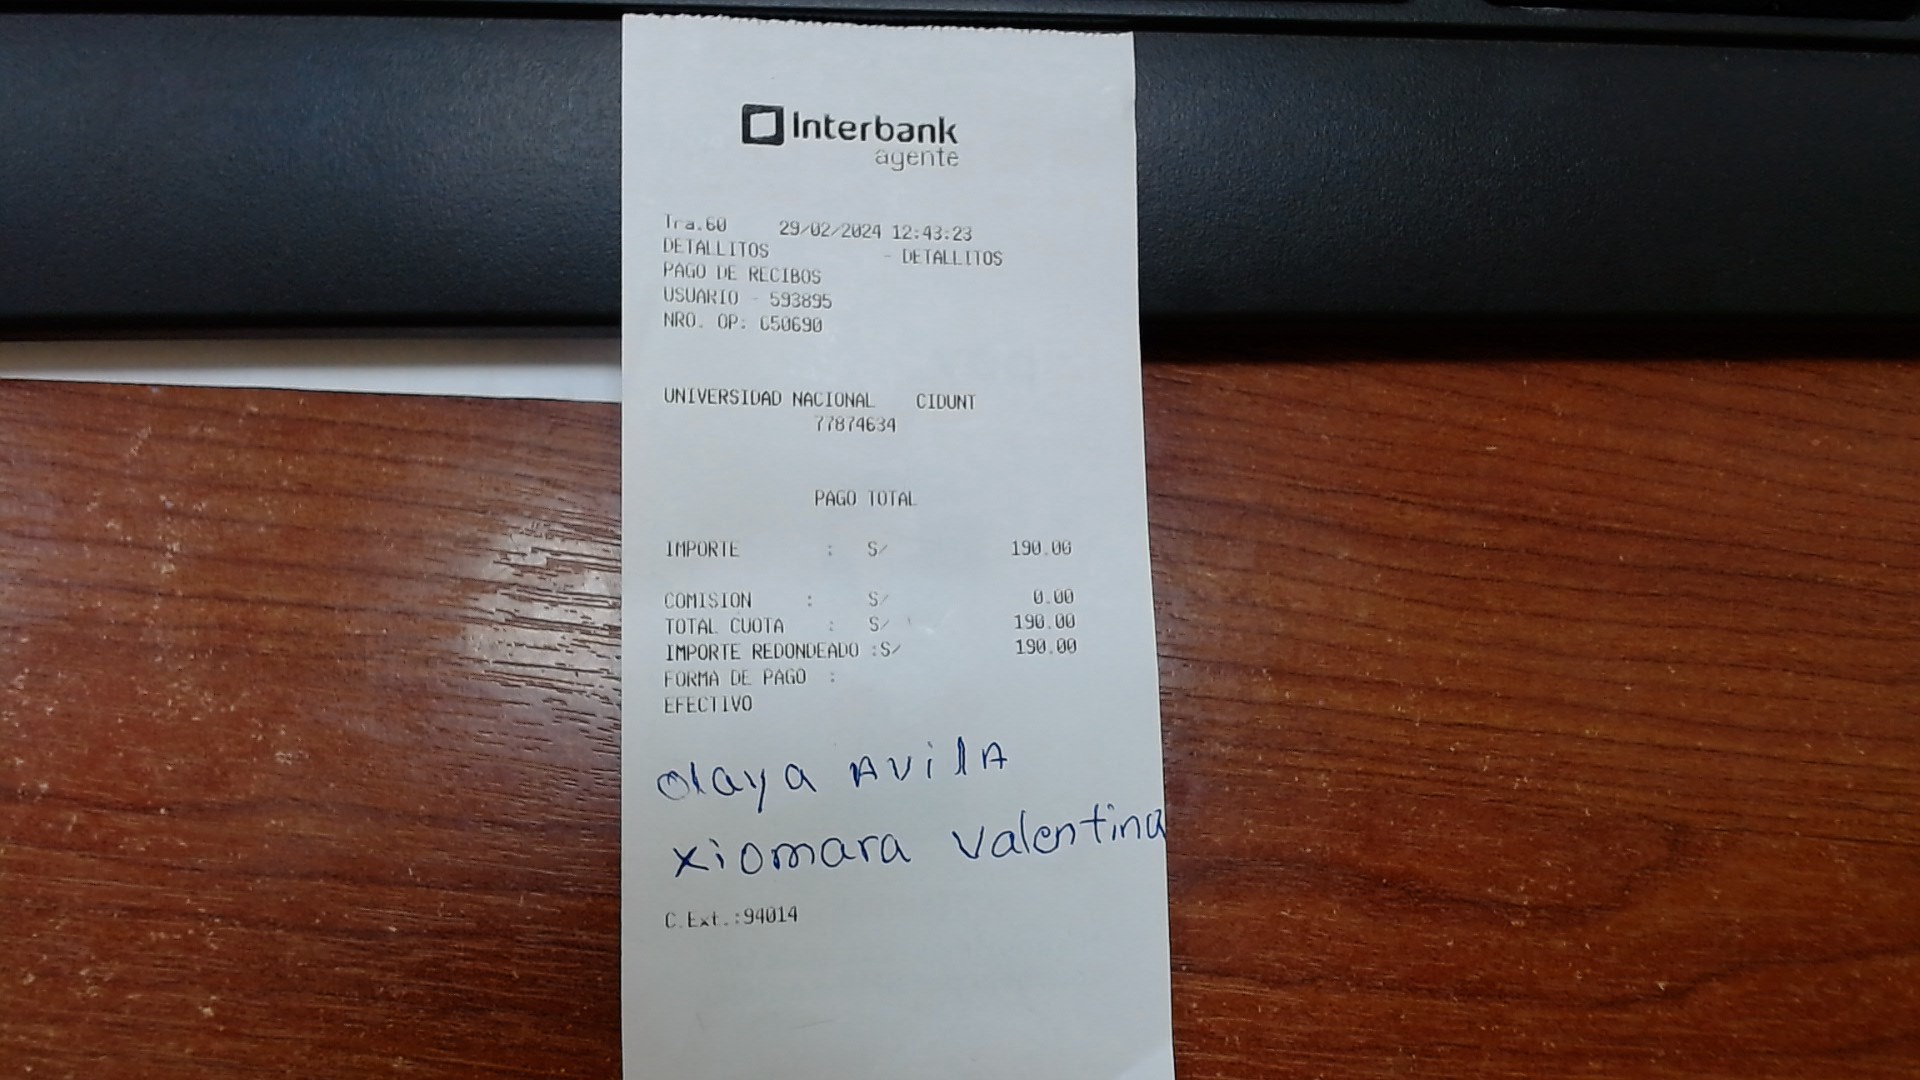 Interbank
agente
Tra.60 29/02/2024 12:43:23
DETALLITOS - DETALLITOS
PAGO DE RECIBOS
USUARIO - 593895
NRO. OP: 650690
UNIVERSIDAD NACIONAL CIDUNT
77874634
PAGO TOTAL
IMPORTE : S/ 190.00
COMISION : S/ 0.00
TOTAL CUOTA : S/ 190.00
IMPORTE REDONDEADO :S/ 190.00
FORMA DE PAGO :
EFECTIVO
Olaya AvilA
Xiomara Valentina
C.Ext.:94014